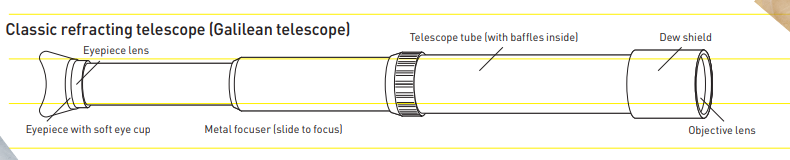 Classic refracting telescope (Galilean telescope)
Telescope tube (with baffles inside)
Dew shield
Eyepiece lens
Eyepiece with soft eye cup
Metal focuser (slide to focus)
Objective lens